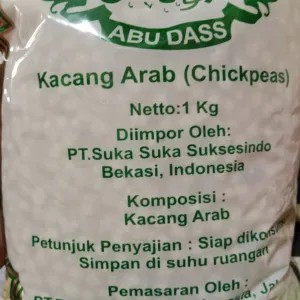 ABU DASS
Kacang Arab (Chickpeas)
Netto:1 Kg
Diimpor Oleh:
PT.Suka Suka Suksesindo
Bekasi, Indonesia
Komposisi :
Kacang Arab
Petunjuk Penyajian : Siap
Simpan di suhu ruangan
Pemasaran Oleh :